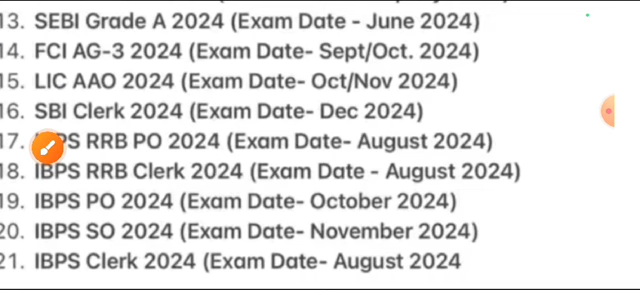 13. SEBI Grade A 2024 (Exam Date - June 2024)
14. FCI AG-3 2024 (Exam Date- Sept/Oct. 2024)
15. LIC AAO 2024 (Exam Date- Oct/Nov 2024)
16. SBI Clerk 2024 (Exam Date- Dec 2024)
17. RRB PO 2024 (Exam Date- August 2024)
18. IBPS RRB Clerk 2024 (Exam Date - August 2024)
19. IBPS PO 2024 (Exam Date- October 2024)
20. IBPS SO 2024 (Exam Date- November 2024)
21. IBPS Clerk 2024 (Exam Date- August 2024